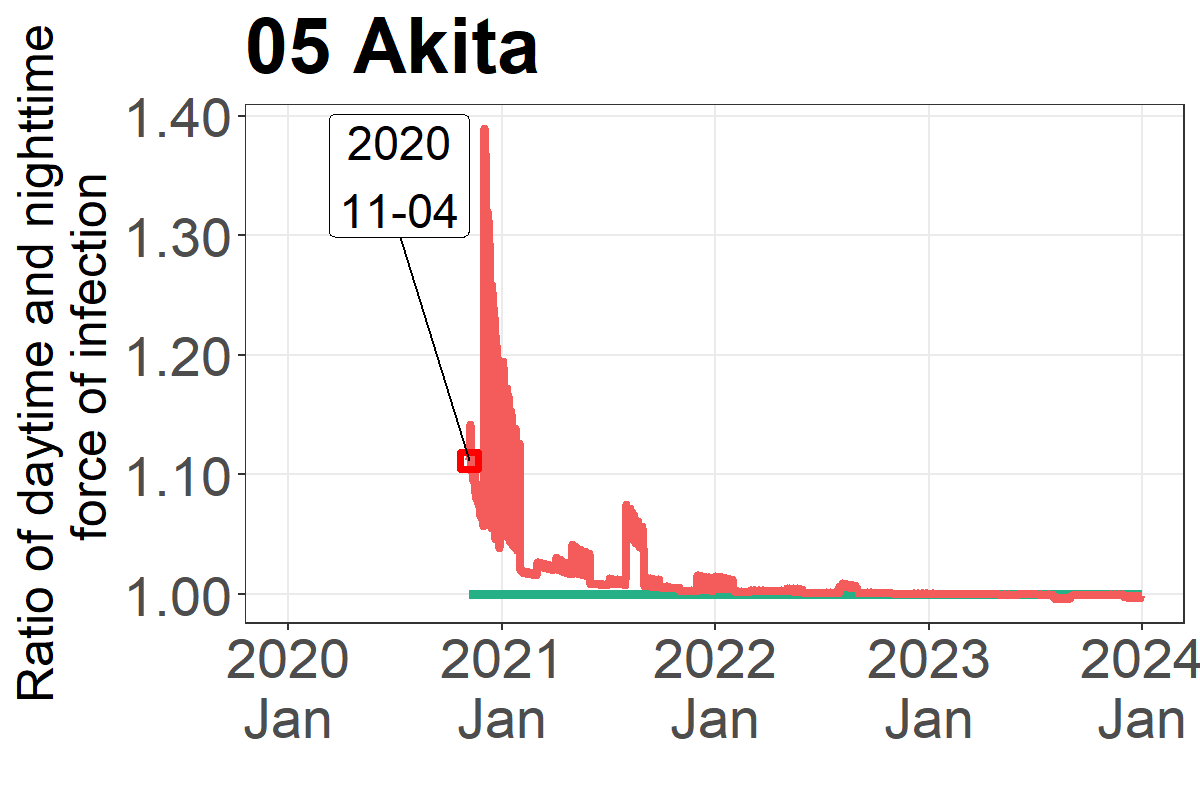 05 Akita
Ratio of daytime and nighttime
force of infection
1.40
1.30
1.20
1.10
1.00
2020
11-04
2020
Jan
2021
Jan
2022
Jan
2023
Jan
2024
Jan